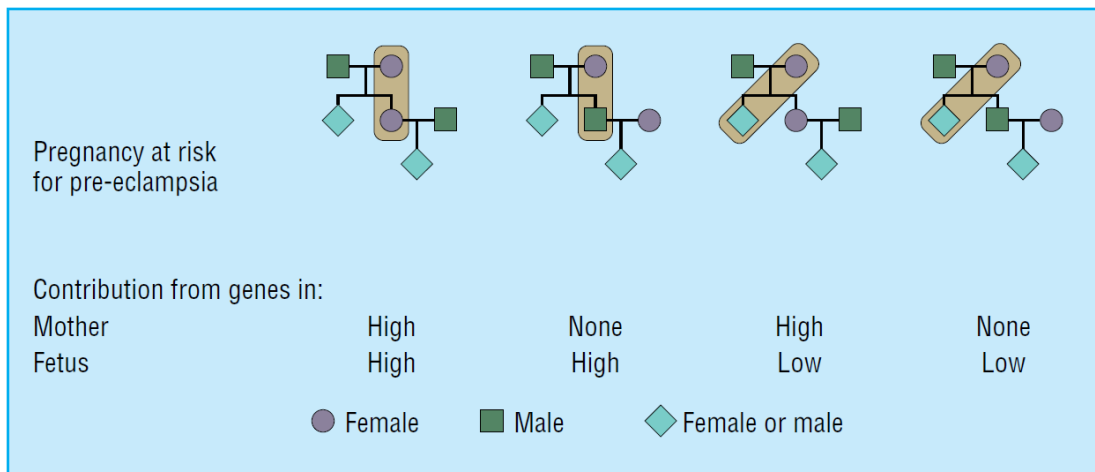 Pregnancy at risk
for pre-eclampsia
Contribution from genes in:
Mother High None High None
Fetus High High Low Low
Female Male Female or male